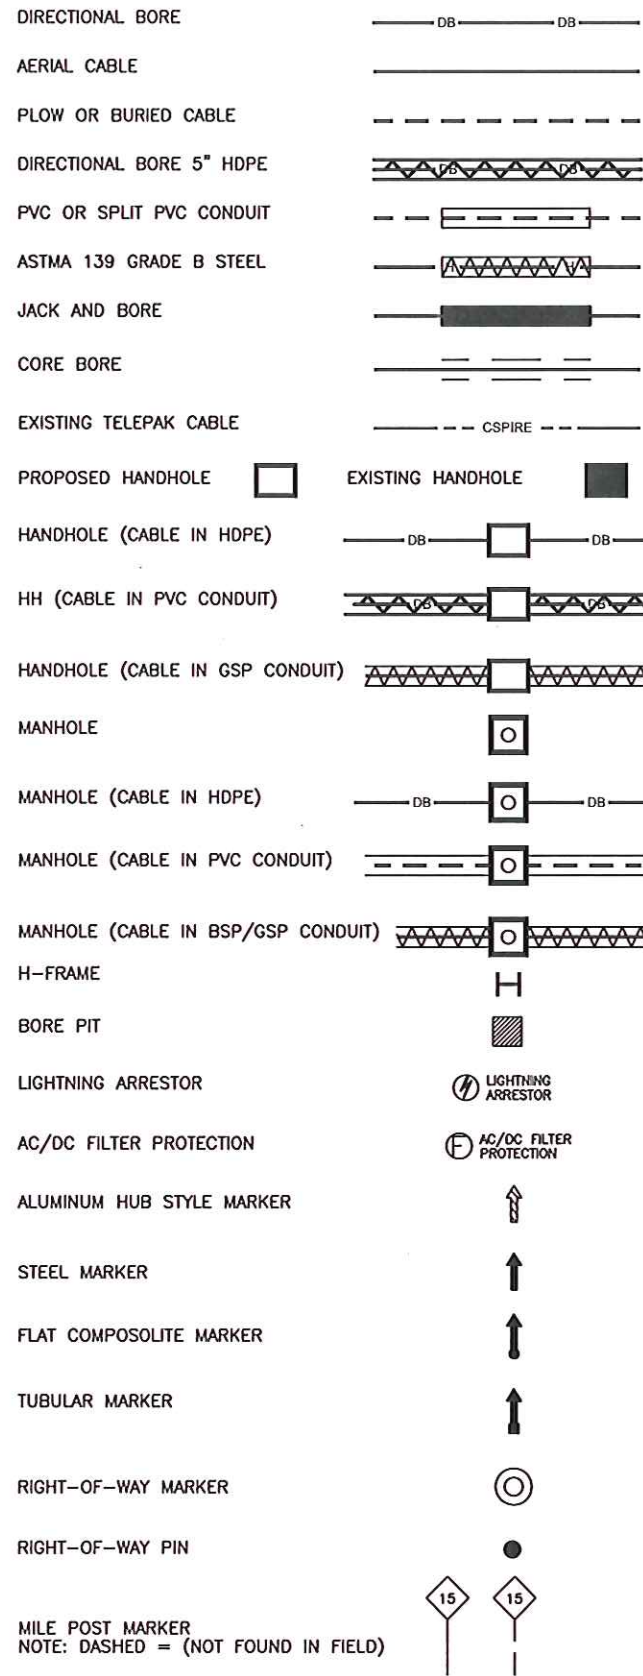 DIRECTIONAL BORE DB DB
AERIAL CABLE
PLOW OR BURIED CABLE
DIRECTIONAL BORE 5" HDPE DB DB
PVC OR SPLIT PVC CONDUIT
ASTMA 139 GRADE B STEEL H H
JACK AND BORE
CORE BORE
EXISTING TELEPAK CABLE CSPIRE
PROPOSED HANDHOLE EXISTING HANDHOLE
HANDHOLE (CABLE IN HDPE) DB DB
HH (CABLE IN PVC CONDUIT) DB DB
HANDHOLE (CABLE IN GSP CONDUIT)
MANHOLE
MANHOLE (CABLE IN HDPE) DB DB
MANHOLE (CABLE IN PVC CONDUIT)
MANHOLE (CABLE IN BSP/GSP CONDUIT)
H-FRAME
BORE PIT
LIGHTNING ARRESTOR
LIGHTNING
ARRESTOR
AC/DC FILTER PROTECTION
F AC/DC FILTER
PROTECTION
ALUMINUM HUB STYLE MARKER
STEEL MARKER
FLAT COMPOSOLITE MARKER
TUBULAR MARKER
RIGHT-OF-WAY MARKER
RIGHT-OF-WAY PIN
15 15
MILE POST MARKER
NOTE: DASHED = (NOT FOUND IN FIELD)